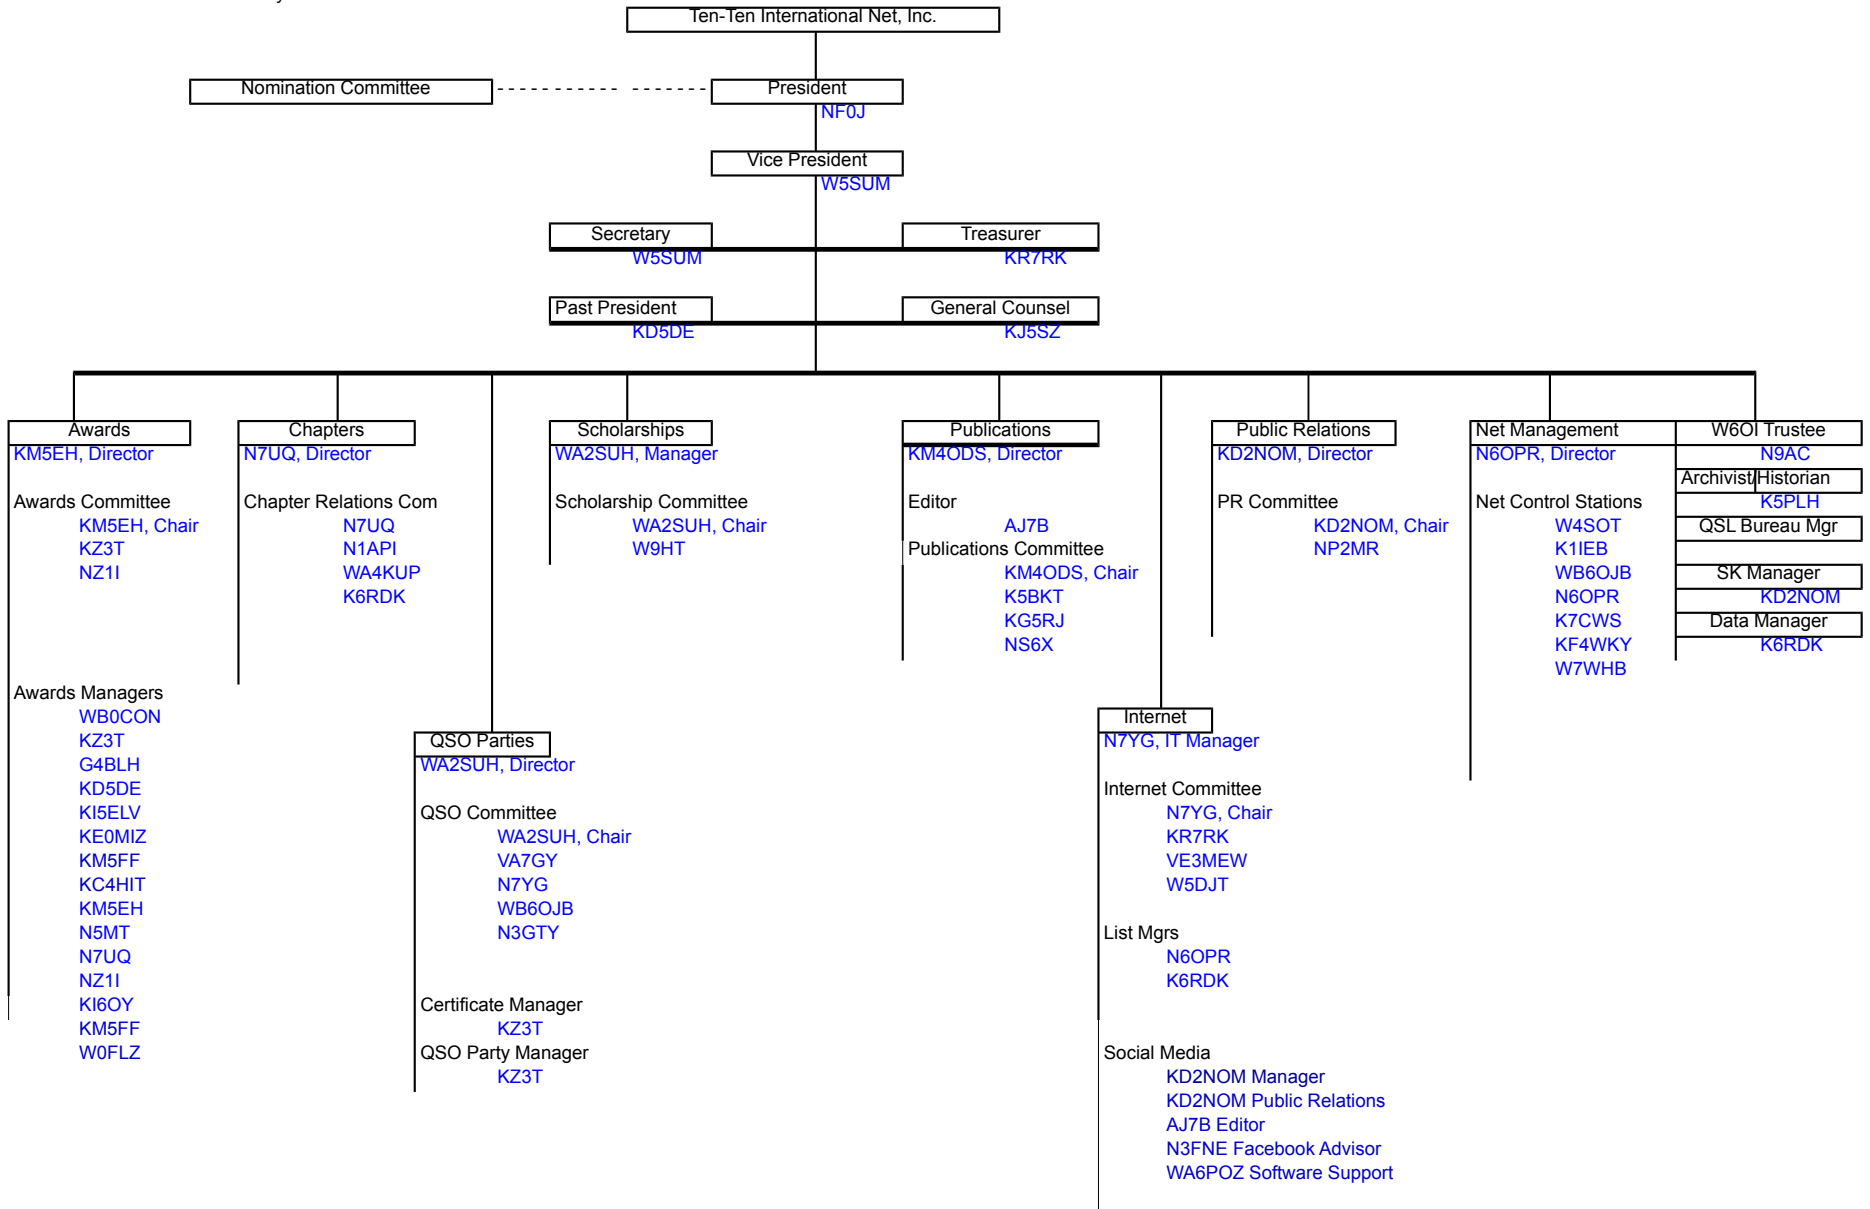 Ten-Ten International Net, Inc.
Nomination Committee
President
NF0J
Vice President
W5SUM
Secretary
W5SUM
Treasurer
KR7RK
Past President
KD5DE
General Counsel
KJ5SZ
Awards
KM5EH, Director
Awards Committee
KM5EH, Chair
KZ3T
NZ1I
Awards Managers
WB0CON
KZ3T
G4BLH
KD5DE
KI5ELV
KE0MIZ
KM5FF
KC4HIT
KM5EH
N5MT
N7UQ
NZ1I
KI6OY
KM5FF
W0FLZ
Chapters
N7UQ, Director
Chapter Relations Com
N7UQ
N1API
WA4KUP
K6RDK
QSO Parties
WA2SUH, Director
QSO Committee
WA2SUH, Chair
VA7GY
N7YG
WB6OJB
N3GTY
Certificate Manager
KZ3T
QSO Party Manager
KZ3T
Scholarships
WA2SUH, Manager
Scholarship Committee
WA2SUH, Chair
W9HT
Publications
KM4ODS, Director
Editor
AJ7B
Publications Committee
KM4ODS, Chair
K5BKT
KG5RJ
NS6X
Internet
N7YG, IT Manager
Internet Committee
N7YG, Chair
KR7RK
VE3MEW
W5DJT
List Mgrs
N6OPR
K6RDK
Social Media
KD2NOM Manager
KD2NOM Public Relations
AJ7B Editor
N3FNE Facebook Advisor
WA6POZ Software Support
Public Relations
KD2NOM, Director
PR Committee
KD2NOM, Chair
NP2MR
Net Management
N6OPR, Director
Net Control Stations
W4SOT
K1IEB
WB6OJB
N6OPR
K7CWS
KF4WKY
W7WHB
W6OI Trustee
N9AC
Archivist/Historian
K5PLH
QSL Bureau Mgr
SK Manager
KD2NOM
Data Manager
K6RDK